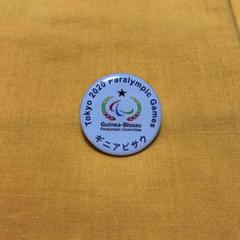 Tokyo 2020 Paralympic Games
Guinea-Bissau
Paralympic Committee
ギニアビサウ